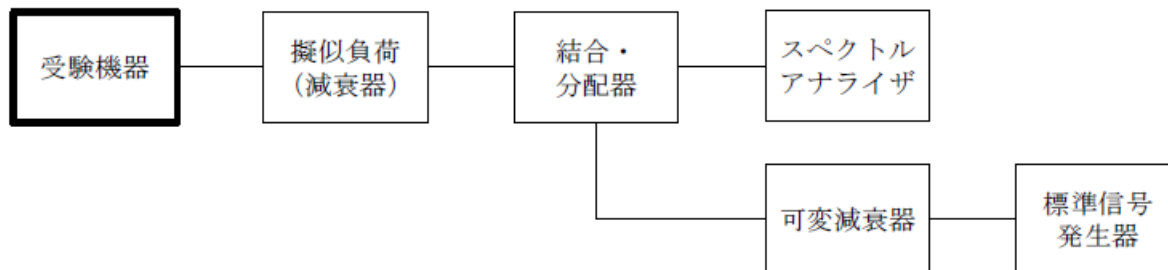 受験機器
擬似負荷
（減衰器）
結合・
分配器
スペクトル
アナライザ
可変減衰器
標準信号
発生器